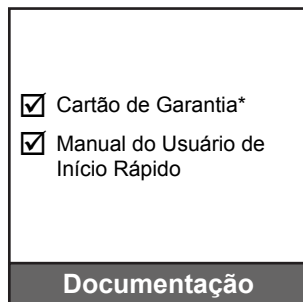 Cartão de Garantia*
Manual do Usuário de
Início Rápido
Documentação